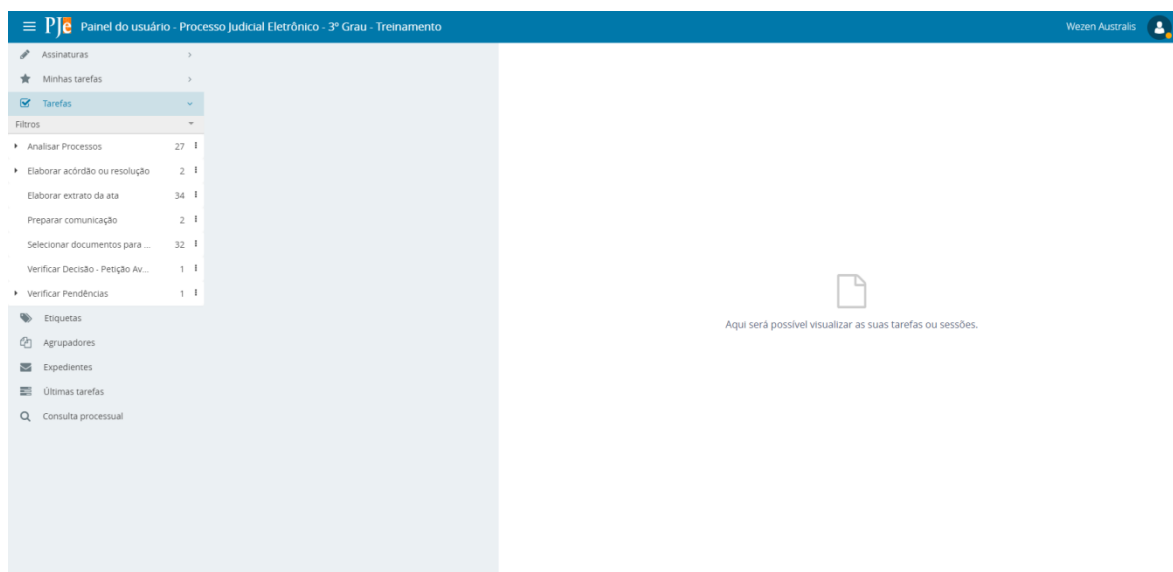 PJe Painel do usuário - Processo Judicial Eletrônico - 3º Grau - Treinamento
Wezen Australis
Assinaturas
Minhas tarefas
Tarefas
Filtros
Analisar Processos 27
Elaborar acórdão ou resolução 2
Elaborar extrato da ata 34
Preparar comunicação 2
Selecionar documentos para ... 32
Verificar Decisão - Petição Av... 1
Verificar Pendências 1
Etiquetas
Agrupadores
Expedientes
Últimas tarefas
Consulta processual
Aqui será possível visualizar as suas tarefas ou sessões.